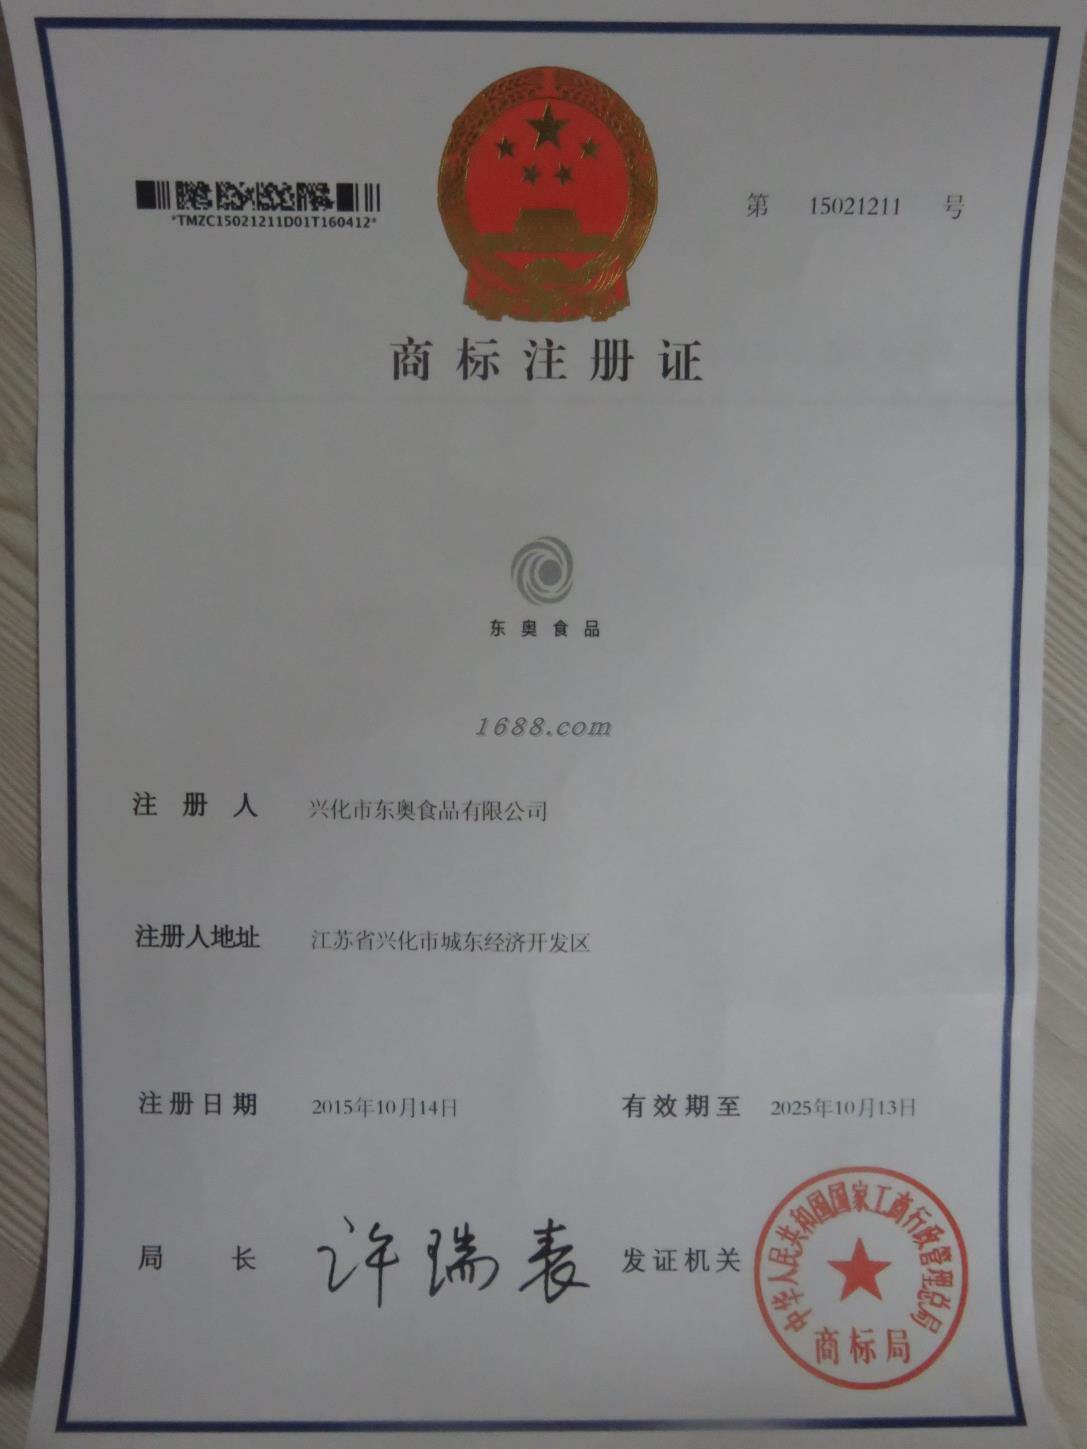 *TMZC15021211D01T160412*
第 15021211 号
商标注册证
东奥食品
1688.com
注册人 兴化市东奥食品有限公司
注册人地址 江苏省兴化市城东经济开发区
注册日期 2015年10月14日 有效期至 2025年10月13日
局长 许瑞表 发证机关
中华人民共和国国家工商行政管理总局
商标局